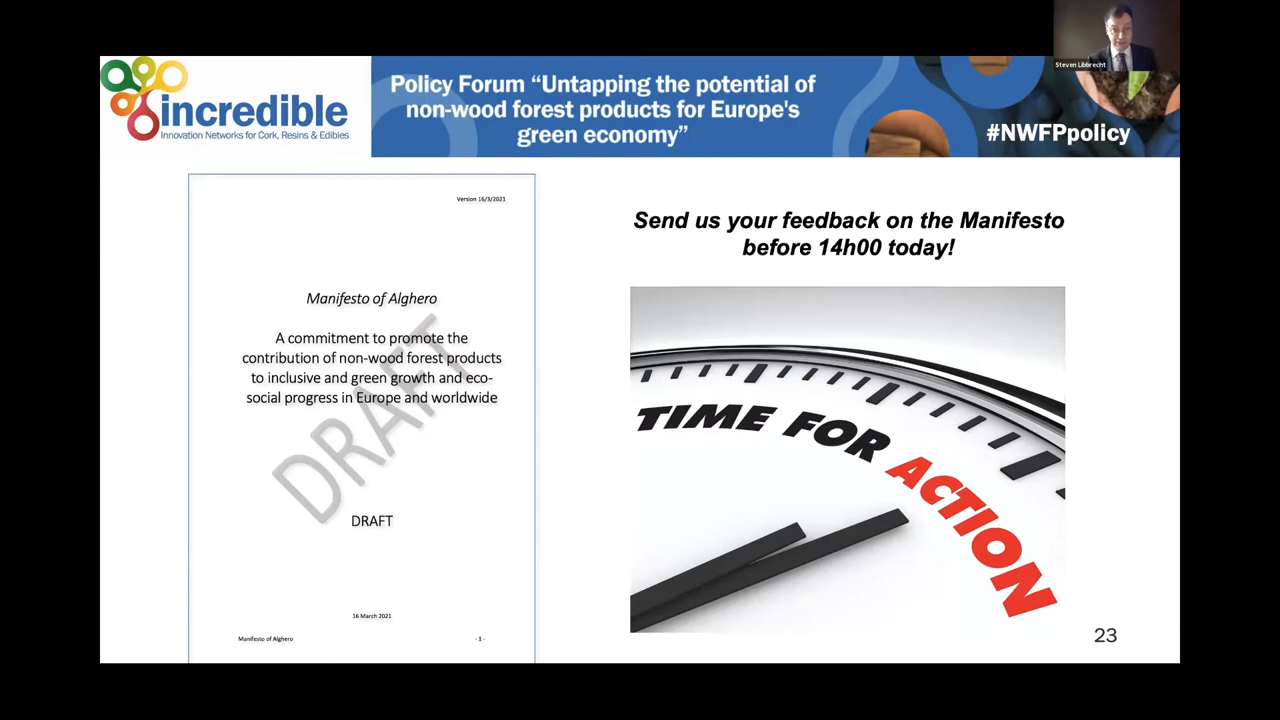 Steven Libbrecht
incredible
Innovation Networks for Cork, Resins & Edibles
Policy Forum “Untapping the potential of
non-wood forest products for Europe's
green economy”
#NWFPpolicy
Version 16/3/2021
Manifesto of Alghero
A commitment to promote the
contribution of non-wood forest products
to inclusive and green growth and eco-
social progress in Europe and worldwide
DRAFT
DRAFT
16 March 2021
Manifesto of Alghero
- 1 -
Send us your feedback on the Manifesto
before 14h00 today!
TIME FOR ACTION
23